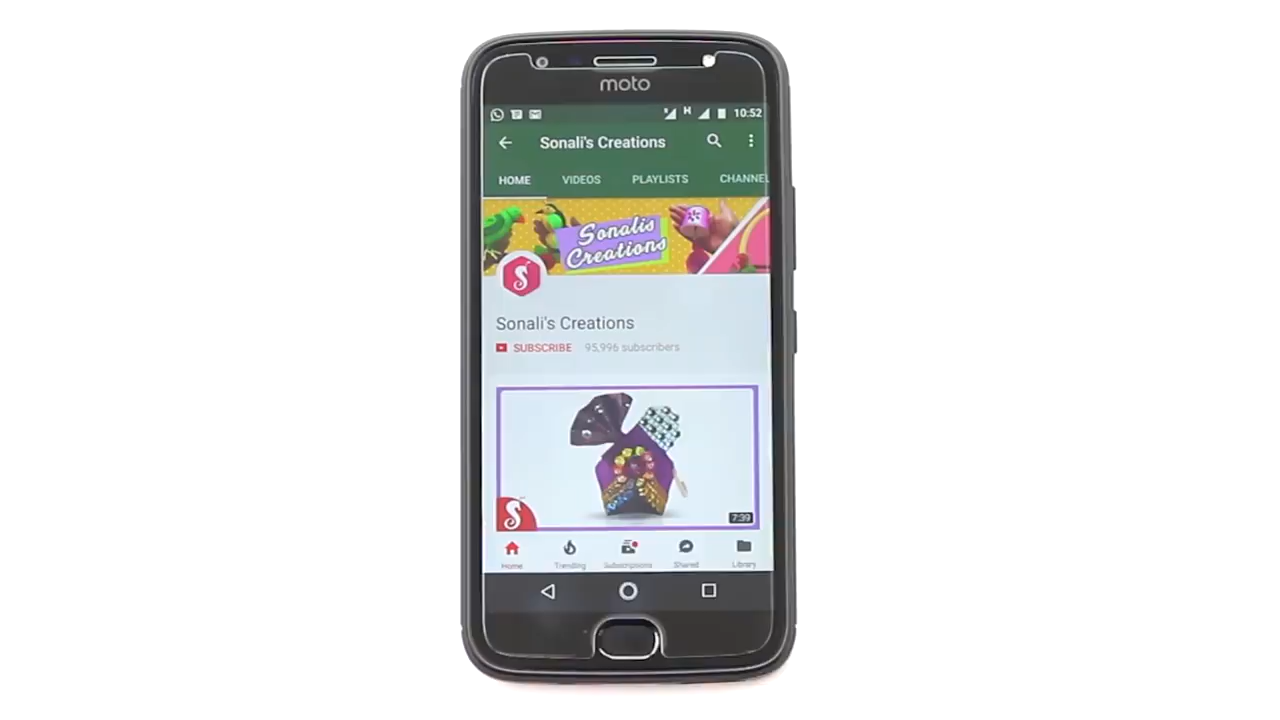 moto
10:52
Sonali's Creations
HOME VIDEOS PLAYLISTS CHANNEL
Sonalis
Creations
Sonali's Creations
SUBSCRIBE 95,996 subscribers
7:39
Home Trending Subscriptions Shared Library